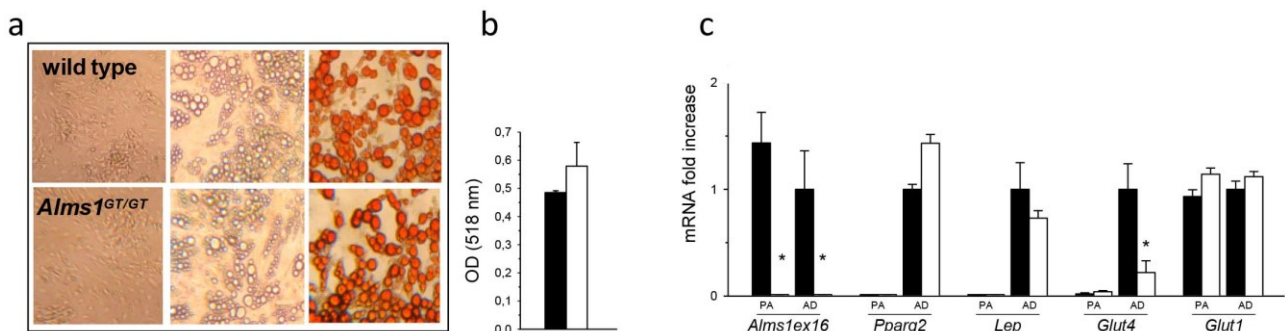 a
wild type
Alms1GT/GT
b
0,7
0,6
0,5
0,4
0,3
0,2
0,1
0,0
OD (518 nm)
c
2
1
0
mRNA fold increase
* * *
PA AD PA AD PA AD PA AD PA AD
Alms1ex16 Pparg2 Lep Glut4 Glut1